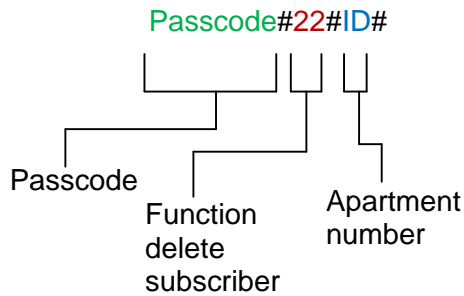 Passcode#22#ID#
Passcode
Function
delete
subscriber
Apartment
number